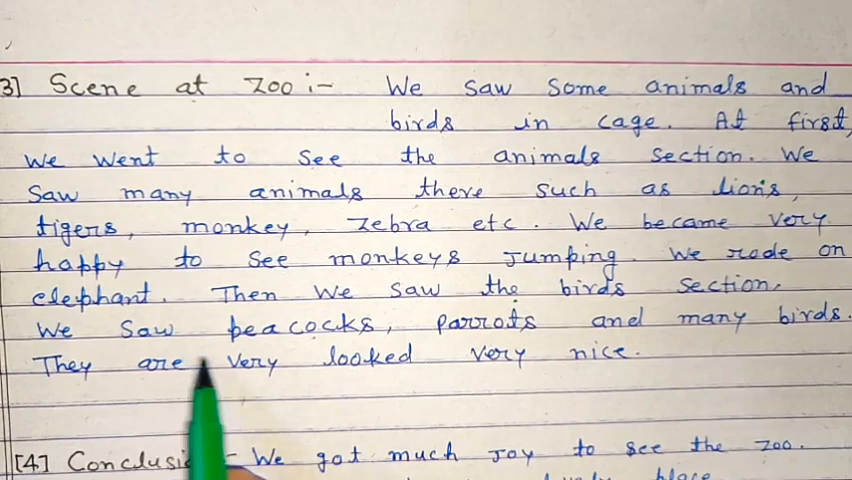 3] Scene at Zoo :- We saw some animals and
birds in cage. At first,
We went to see the animals section. We
saw many animals there such as lions,
tigers, monkey, zebra etc. We became very
happy to see monkeys jumping. We rode on
elephant. Then we saw the birds section.
We saw peacocks, parrots and many birds.
They are very looked very nice.
[4] Conclusi :- We got much joy to see the zoo.
place